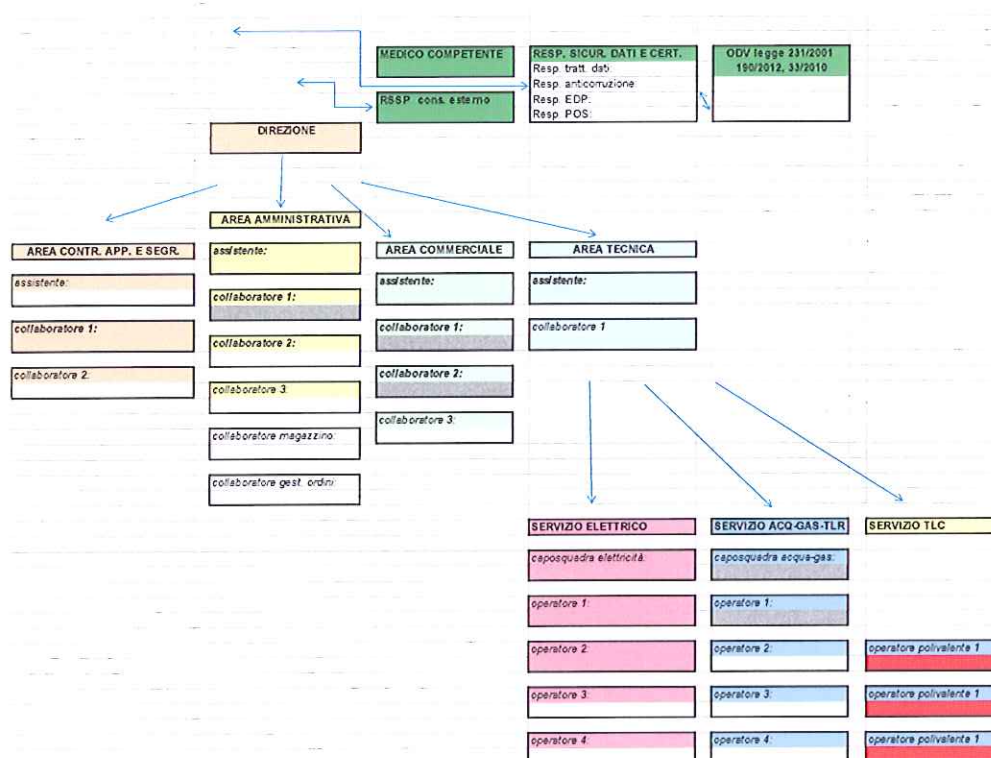 MEDICO COMPETENTE
RESP. SICUR. DATI E CERT.
Resp. tratt. dati:
Resp. anticorruzione:
Resp. EDP:
Resp. POS:
ODV legge 231/2001
190/2012, 33/2010
RSSP cons. esterno
DIREZIONE
AREA CONTR. APP. E SEGR.
assistente:
collaboratore 1:
collaboratore 2:
AREA AMMINISTRATIVA
assistente:
collaboratore 1:
collaboratore 2:
collaboratore 3:
collaboratore magazzino:
collaboratore gest. ordini:
AREA COMMERCIALE
assistente:
collaboratore 1:
collaboratore 2:
collaboratore 3:
AREA TECNICA
assistente:
collaboratore 1
SERVIZIO ELETTRICO
caposquadra elettricità:
operatore 1:
operatore 2:
operatore 3:
operatore 4:
SERVIZIO ACQ-GAS-TLR
caposquadra acqua-gas:
operatore 1:
operatore 2:
operatore 3:
operatore 4:
SERVIZIO TLC
operatore polivalente 1
operatore polivalente 1
operatore polivalente 1